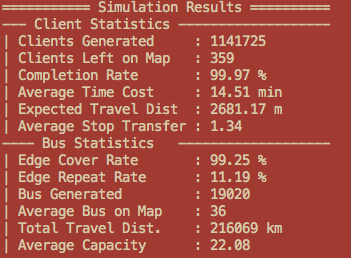 =========== Simulation Results ==========
--- Client Statistics -------------------
| Clients Generated     : 1141725
| Clients Left on Map   : 359
| Completion Rate       : 99.97 %
| Average Time Cost     : 14.51 min
| Expected Travel Dist  : 2681.17 m
| Average Stop Transfer : 1.34
---- Bus Statistics   -------------------
| Edge Cover Rate       : 99.25 %
| Edge Repeat Rate      : 11.19 %
| Bus Generated         : 19020
| Average Bus on Map    : 36
| Total Travel Dist.    : 216069 km
| Average Capacity      : 22.08